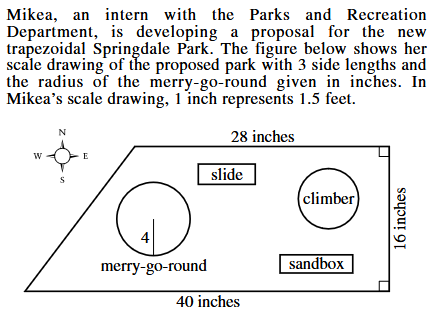 Mikea, an intern with the Parks and Recreation
Department, is developing a proposal for the new
trapezoidal Springdale Park. The figure below shows her
scale drawing of the proposed park with 3 side lengths and
the radius of the merry-go-round given in inches. In
Mikea's scale drawing, 1 inch represents 1.5 feet.
N
W E
S
28 inches
slide
climber
16 inches
4
merry-go-round
sandbox
40 inches